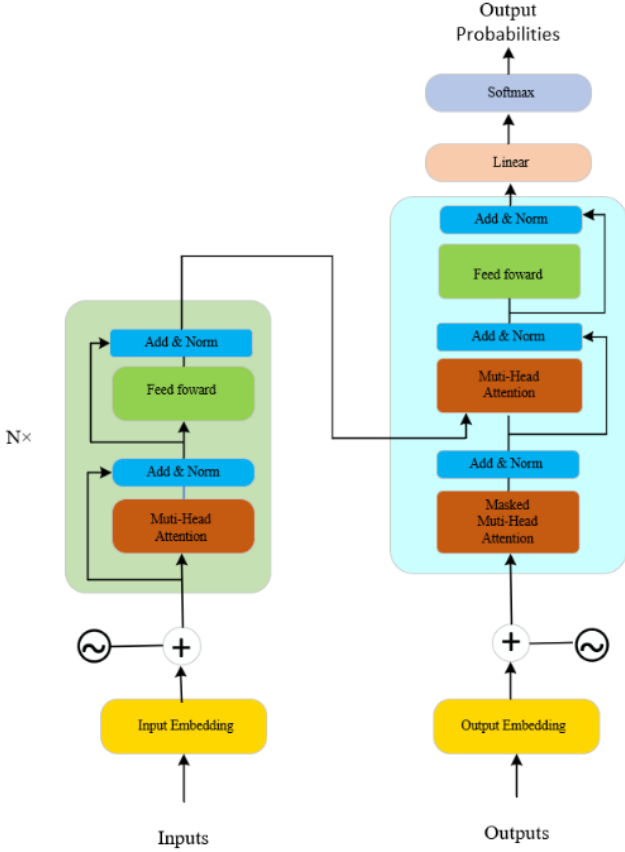 Output
Probabilities
Softmax
Linear
Add & Norm
Feed foward
Add & Norm
Muti-Head
Attention
Add & Norm
Masked
Muti-Head
Attention
Add & Norm
Feed foward
N×
Add & Norm
Muti-Head
Attention
Input Embedding
Output Embedding
Inputs
Outputs